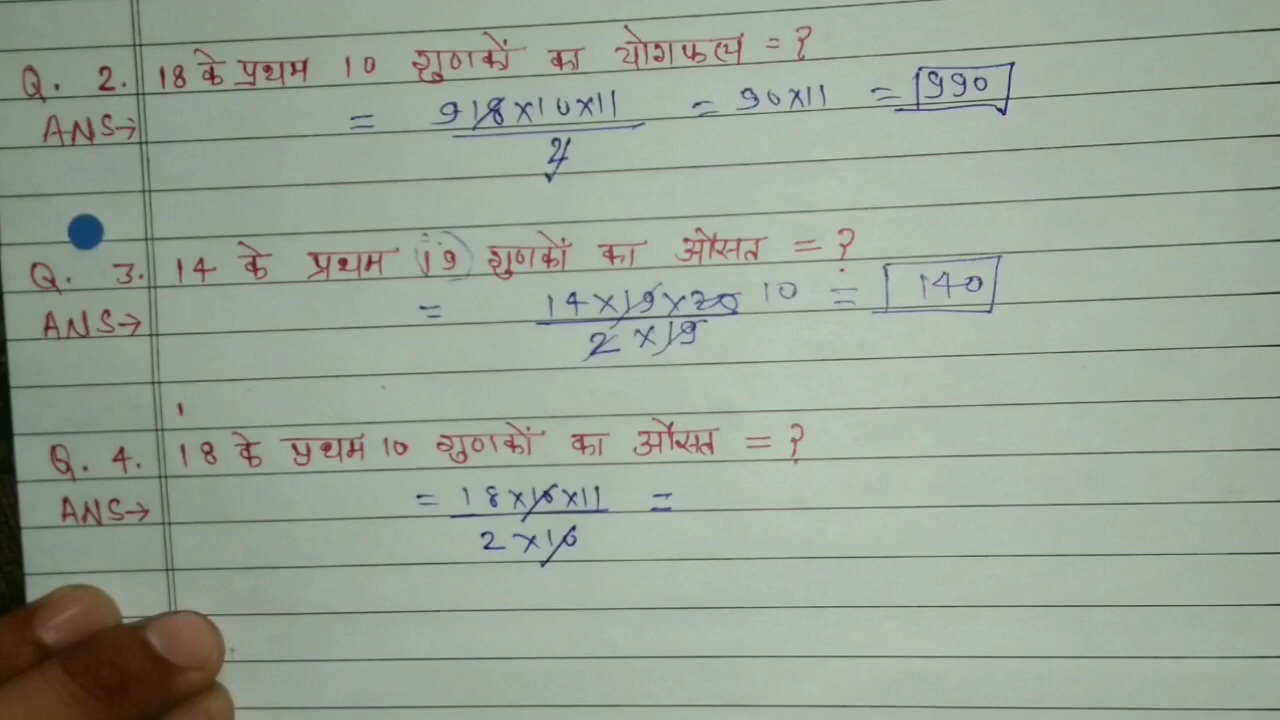 Q. 2. 18 के प्रथम 10 गुणकों का योगफल = ?
ANS→ = 9 18×10×11 / 2 = 90×11 = 990
Q. 3. 14 के प्रथम 19 गुणकों का औसत = ?
ANS→ = 14×19×20 10 / 2×19 = 140
Q. 4. 18 के प्रथम 10 गुणकों का औसत = ?
ANS→ = 18×10×11 / 2×10 =